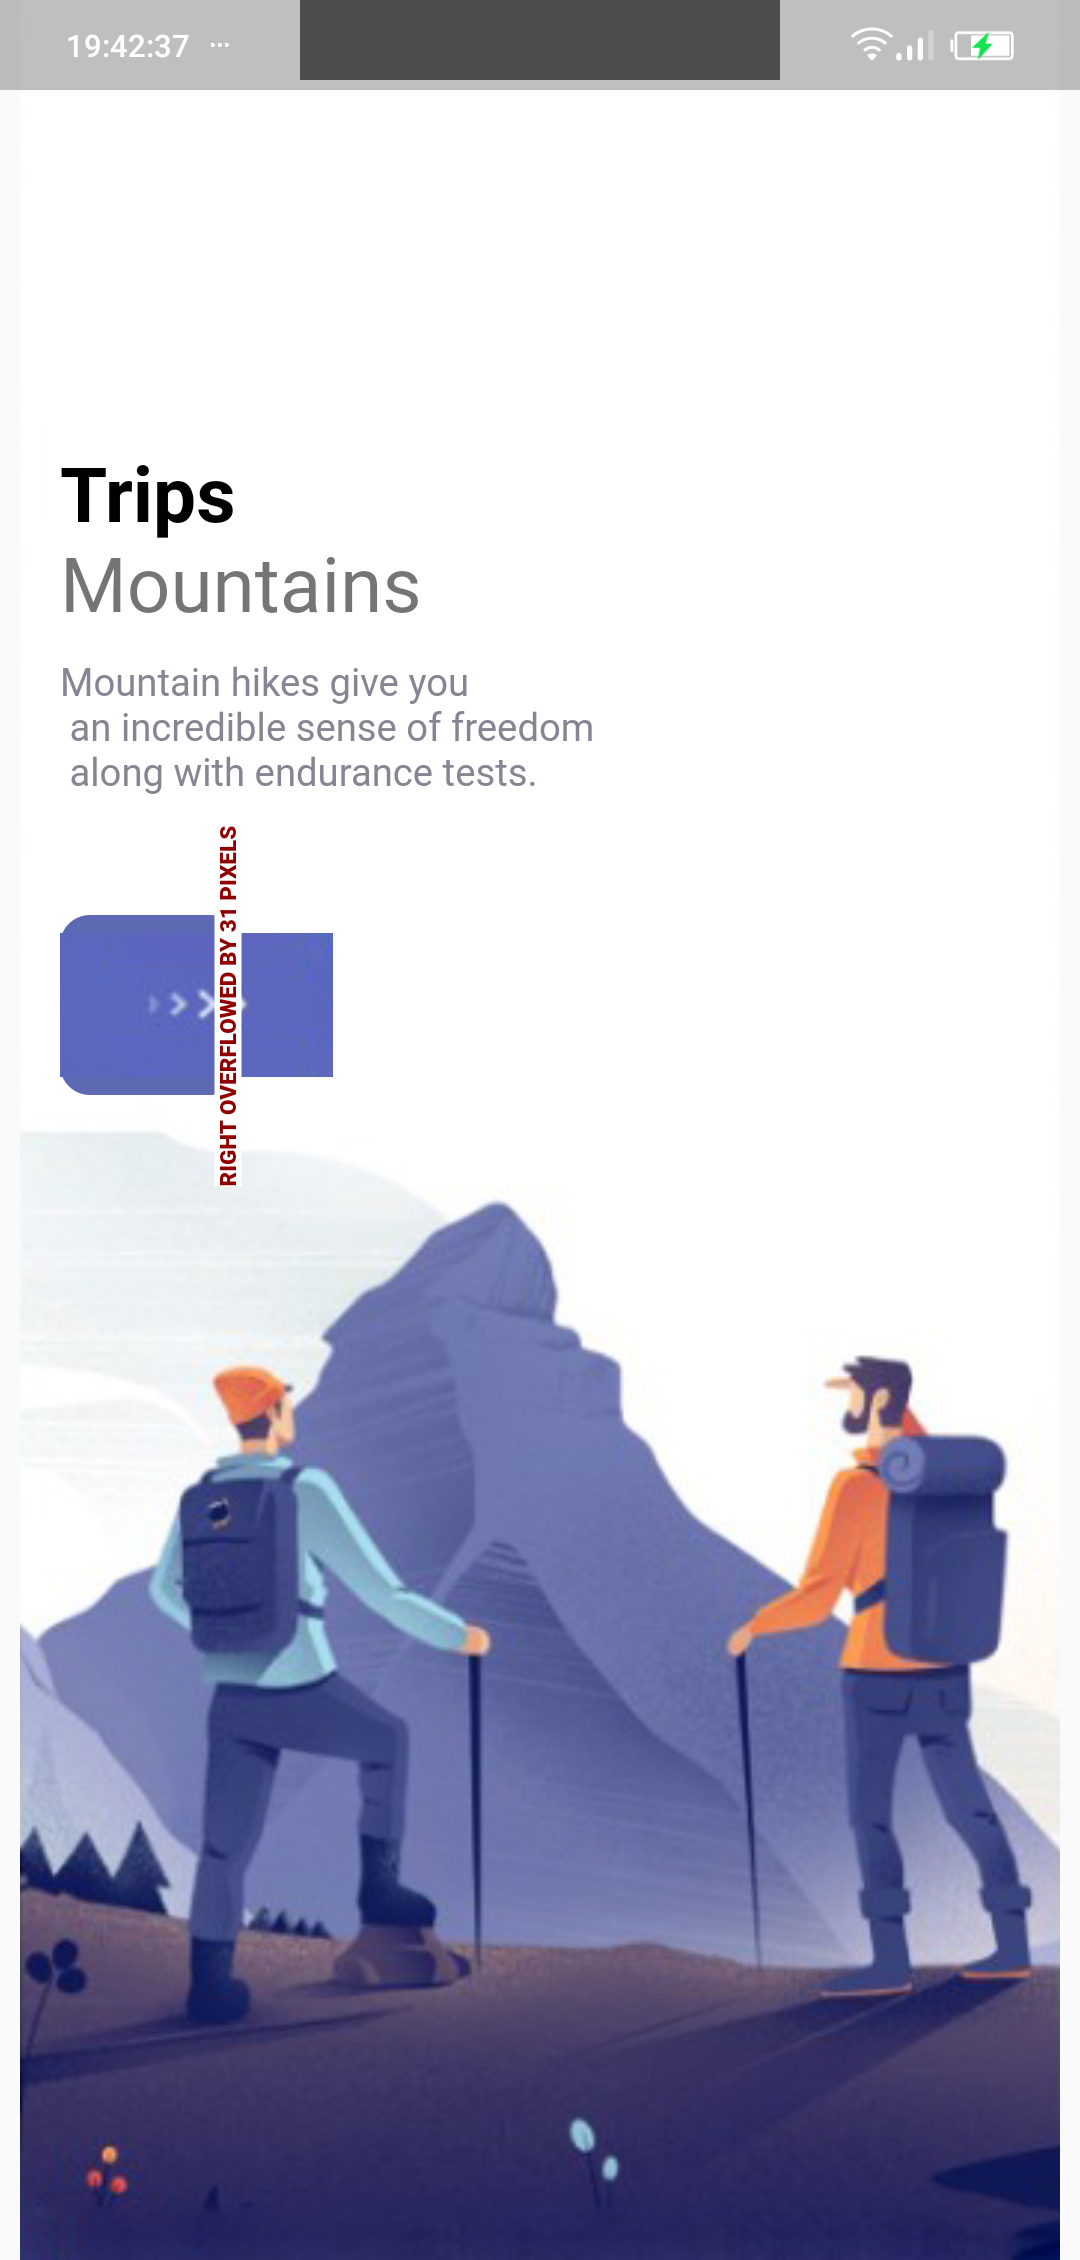 19:42:37 ...
Trips
Mountains
Mountain hikes give you
an incredible sense of freedom
along with endurance tests.
RIGHT OVERFLOWED BY 31 PIXELS